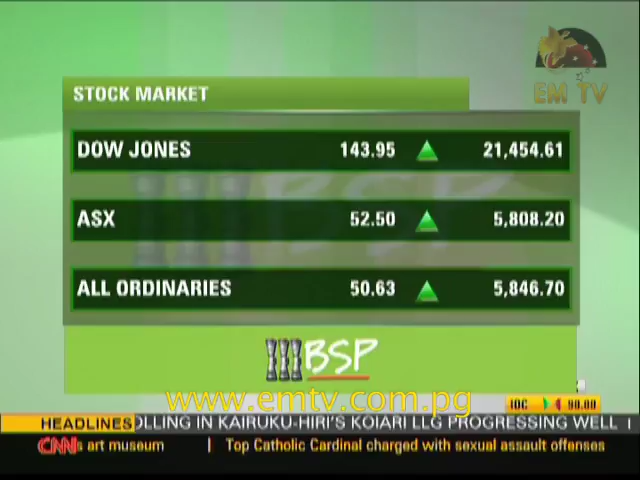 EM TV
STOCK MARKET
DOW JONES 143.95 21,454.61
ASX 52.50 5,808.20
ALL ORDINARIES 50.63 5,846.70
BSP
www.emtv.com.pg
IOC 90.80
HEADLINES OLLING IN KAIRUKU-HIRI'S KOIARI LLG PROGRESSING WELL
CNN s art museum | Top Catholic Cardinal charged with sexual assault offenses